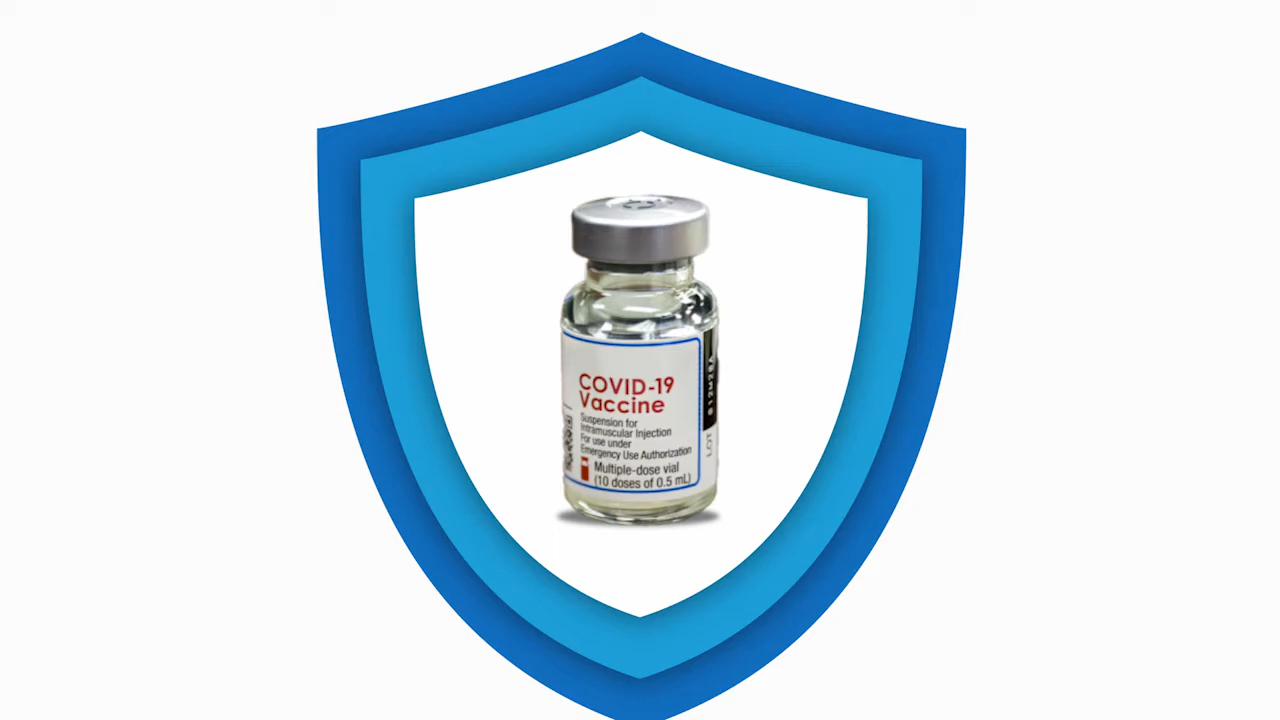 COVID-19
Vaccine
Suspension for
Intramuscular Injection
For use under
Emergency Use Authorization
Multiple-dose vial
(10 doses of 0.5 mL)
LOT